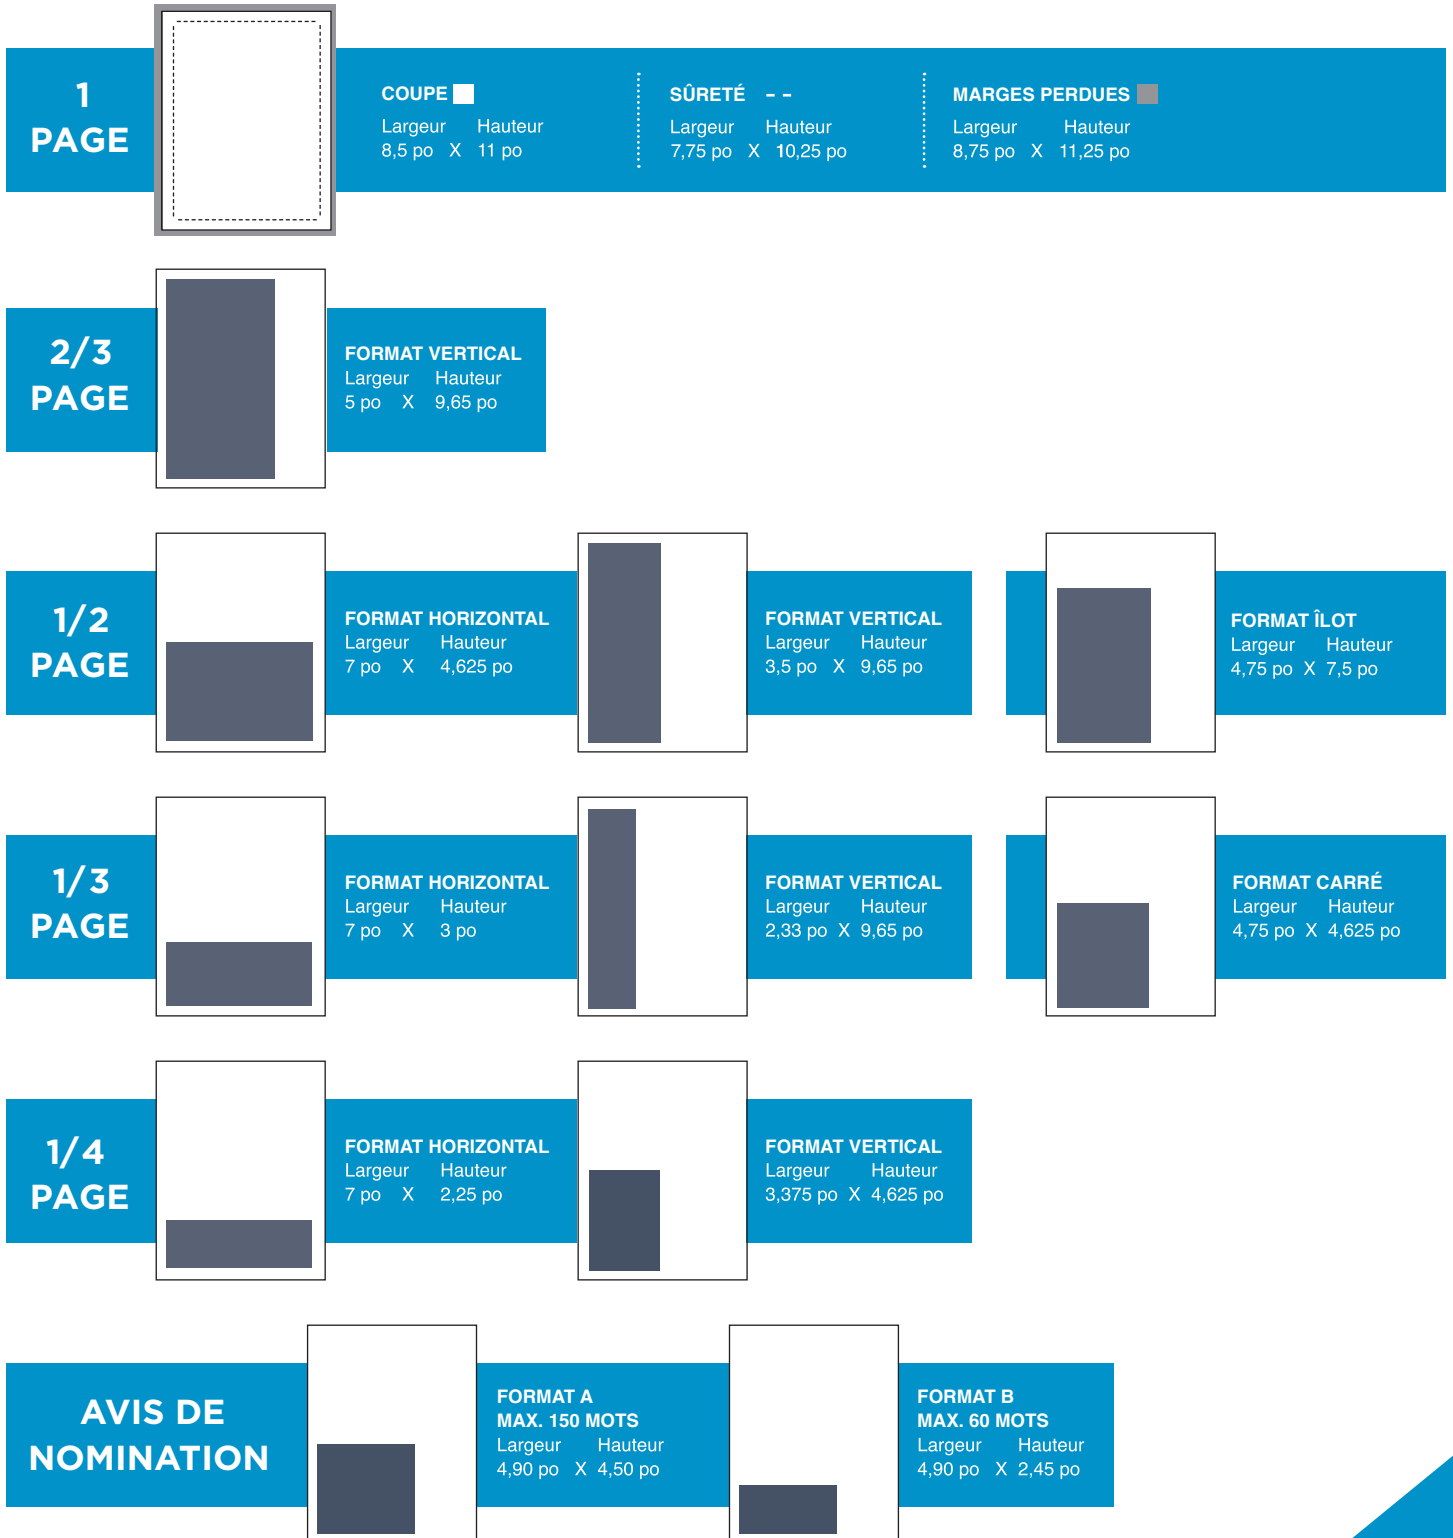 1
PAGE
COUPE
Largeur Hauteur
8,5 po X 11 po
SÛRETÉ - -
Largeur Hauteur
7,75 po X 10,25 po
MARGES PERDUES
Largeur Hauteur
8,75 po X 11,25 po
2/3
PAGE
FORMAT VERTICAL
Largeur Hauteur
5 po X 9,65 po
1/2
PAGE
FORMAT HORIZONTAL
Largeur Hauteur
7 po X 4,625 po
FORMAT VERTICAL
Largeur Hauteur
3,5 po X 9,65 po
FORMAT ÎLOT
Largeur Hauteur
4,75 po X 7,5 po
1/3
PAGE
FORMAT HORIZONTAL
Largeur Hauteur
7 po X 3 po
FORMAT VERTICAL
Largeur Hauteur
2,33 po X 9,65 po
FORMAT CARRÉ
Largeur Hauteur
4,75 po X 4,625 po
1/4
PAGE
FORMAT HORIZONTAL
Largeur Hauteur
7 po X 2,25 po
FORMAT VERTICAL
Largeur Hauteur
3,375 po X 4,625 po
AVIS DE
NOMINATION
FORMAT A
MAX. 150 MOTS
Largeur Hauteur
4,90 po X 4,50 po
FORMAT B
MAX. 60 MOTS
Largeur Hauteur
4,90 po X 2,45 po